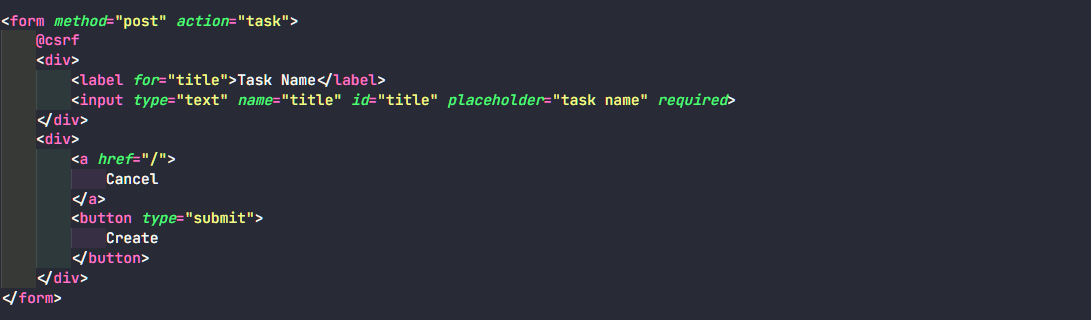 <form method="post" action="task">
    @csrf
    <div>
        <label for="title">Task Name</label>
        <input type="text" name="title" id="title" placeholder="task name" required>
    </div>
    <div>
        <a href="/">
            Cancel
        </a>
        <button type="submit">
            Create
        </button>
    </div>
</form>